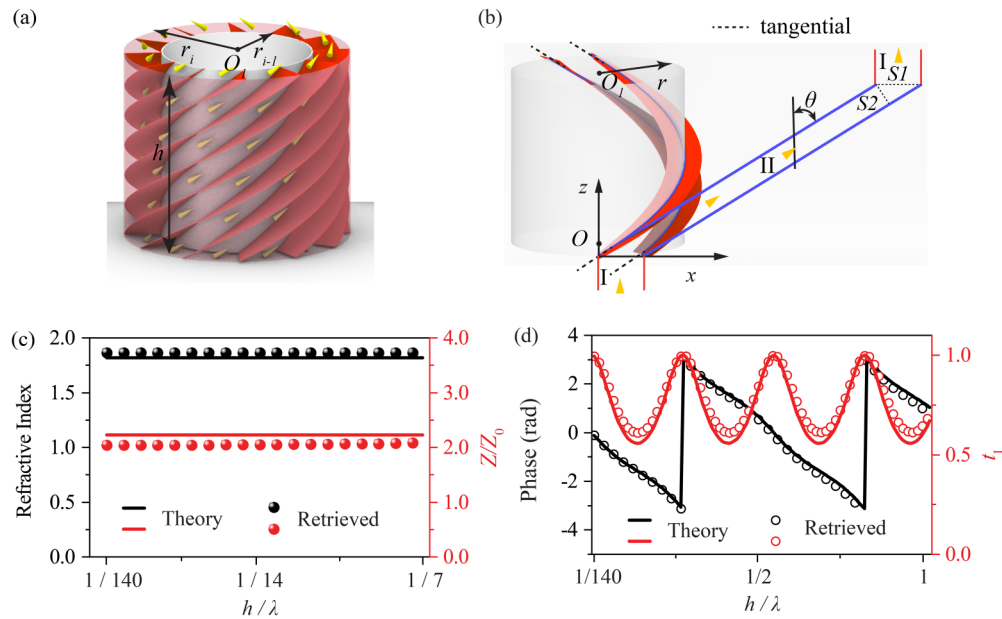 (a)
r_i
r_{i-1}
O_1
h
(b)
tangential
I
S1
S2
θ
II
r
O_1
z
O
I
x
(c)
2.0
1.5
1.0
0.5
0.0
Refractive Index
4.0
3.0
2.0
1.0
0.0
Z/Z_0
Theory
Retrieved
1 / 140
1 / 14
1 / 7
h / λ
(d)
4
2
0
-2
-4
Phase (rad)
1.0
0.5
0.0
t_1
Theory
Retrieved
1/140
1/2
1
h / λ